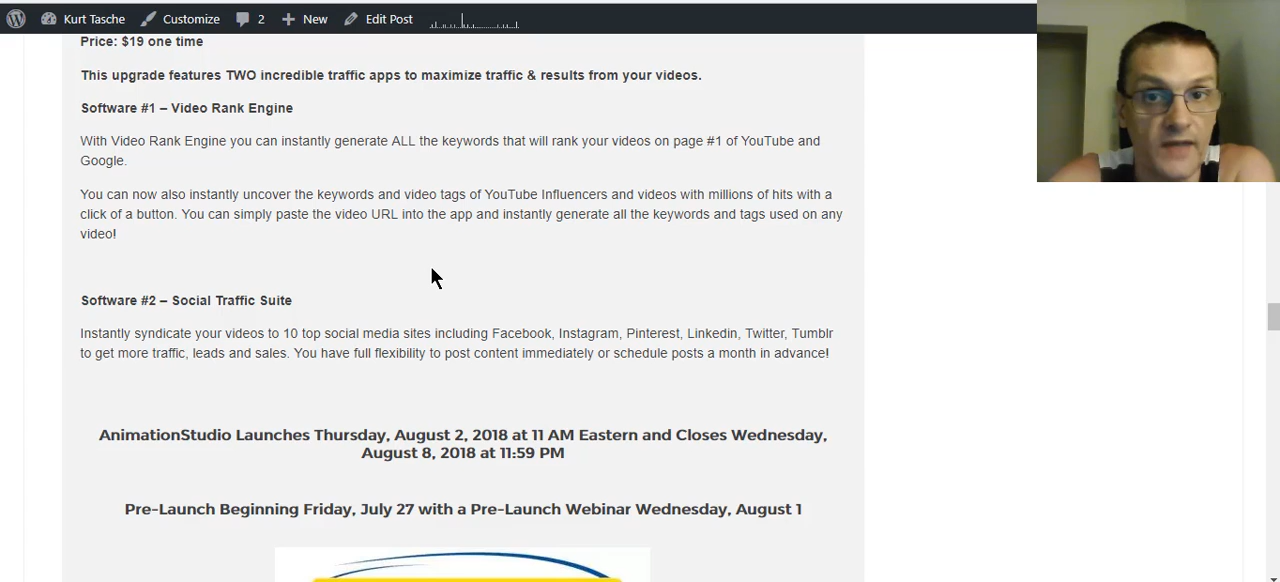 Kurt Tasche Customize 2 New Edit Post
Price: $19 one time
This upgrade features TWO incredible traffic apps to maximize traffic & results from your videos.
Software #1 – Video Rank Engine
With Video Rank Engine you can instantly generate ALL the keywords that will rank your videos on page #1 of YouTube and
Google.
You can now also instantly uncover the keywords and video tags of YouTube Influencers and videos with millions of hits with a
click of a button. You can simply paste the video URL into the app and instantly generate all the keywords and tags used on any
video!
Software #2 – Social Traffic Suite
Instantly syndicate your videos to 10 top social media sites including Facebook, Instagram, Pinterest, Linkedin, Twitter, Tumblr
to get more traffic, leads and sales. You have full flexibility to post content immediately or schedule posts a month in advance!
AnimationStudio Launches Thursday, August 2, 2018 at 11 AM Eastern and Closes Wednesday,
August 8, 2018 at 11:59 PM
Pre-Launch Beginning Friday, July 27 with a Pre-Launch Webinar Wednesday, August 1